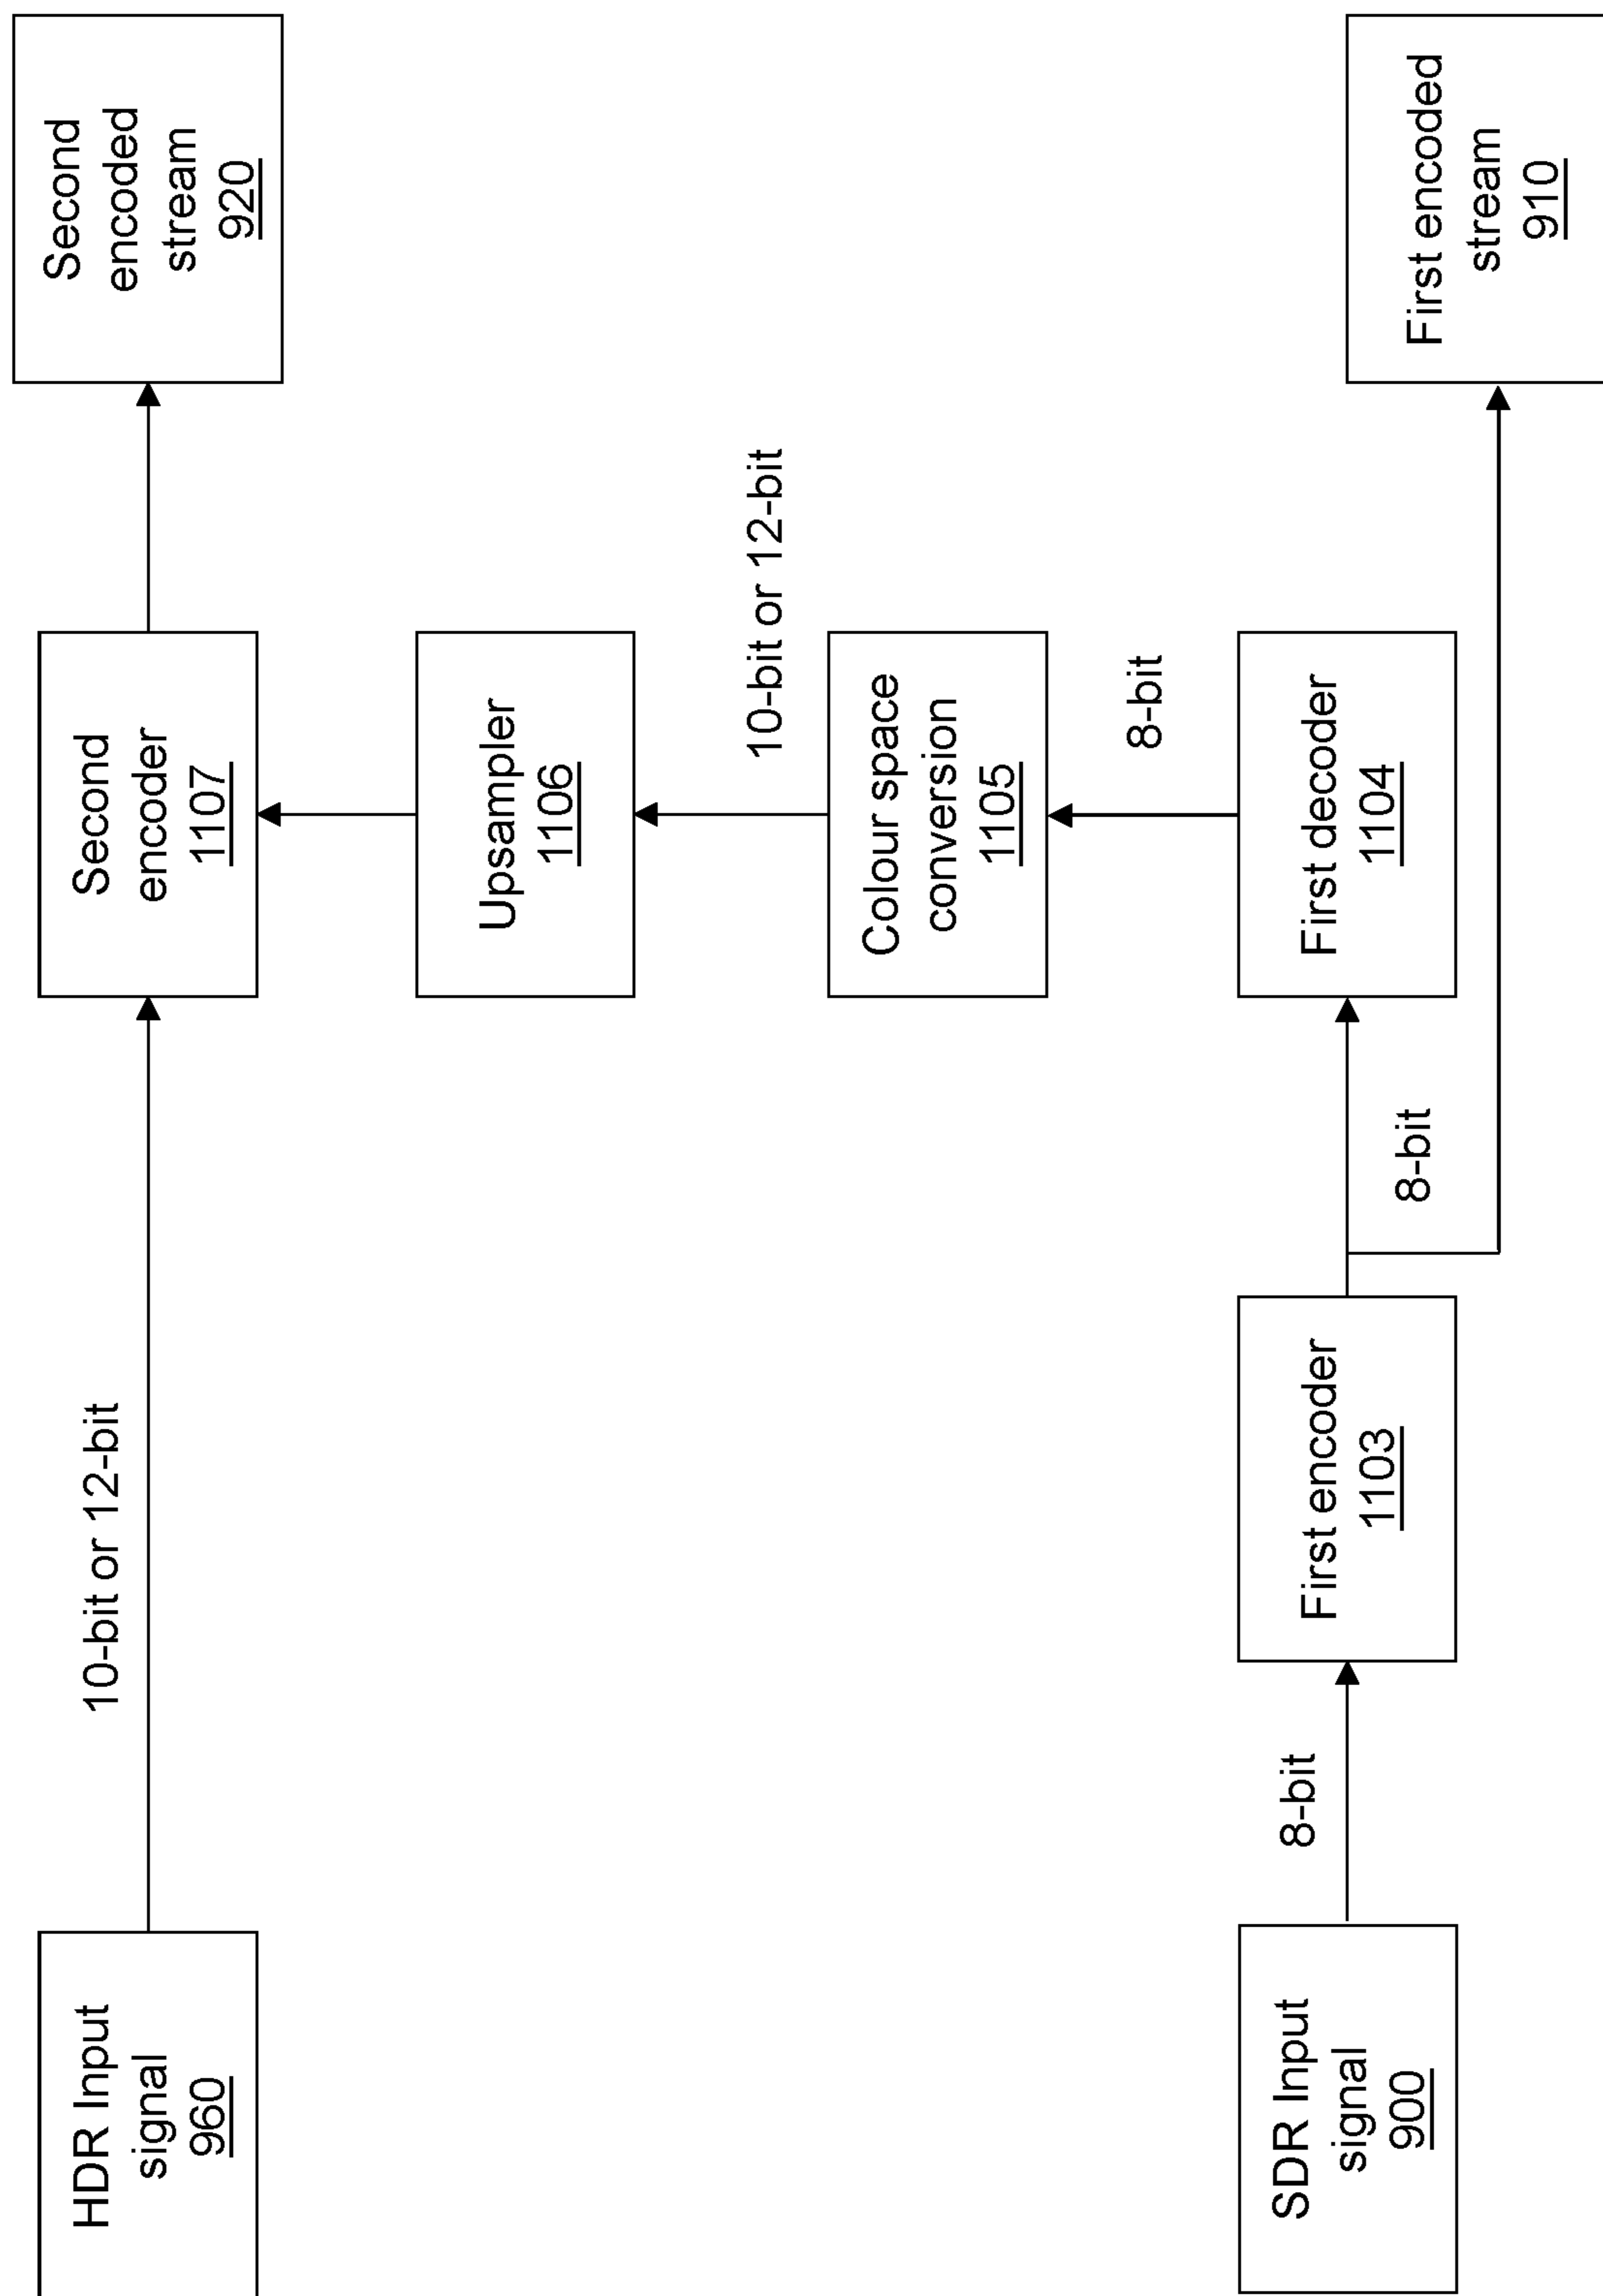 HDR Input
signal
960
10-bit or 12-bit
Second
encoder
1107
Second
encoded
stream
920
Upsampler
1106
10-bit or 12-bit
Colour space
conversion
1105
8-bit
SDR Input
signal
900
8-bit
First encoder
1103
8-bit
First decoder
1104
First encoded
stream
910